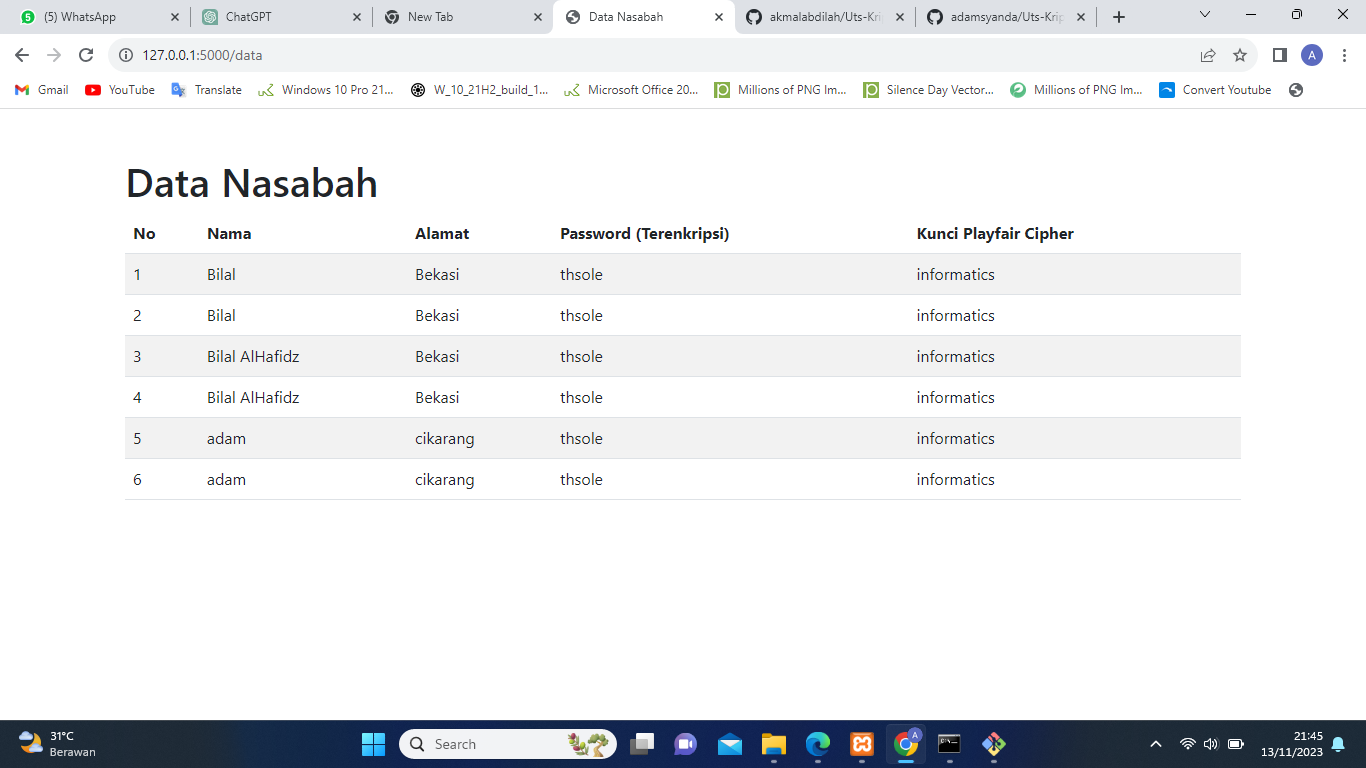 (5) WhatsApp ChatGPT New Tab Data Nasabah akmalabdilah/Uts-Kri adamsyanda/Uts-Krip
127.0.0.1:5000/data A
Gmail YouTube Translate Windows 10 Pro 21... W_10_21H2_build_1... Microsoft Office 20... Millions of PNG Im... Silence Day Vector... Millions of PNG Im... Convert Youtube
Data Nasabah
No Nama Alamat Password (Terenkripsi) Kunci Playfair Cipher
1 Bilal Bekasi thsole informatics
2 Bilal Bekasi thsole informatics
3 Bilal AlHafidz Bekasi thsole informatics
4 Bilal AlHafidz Bekasi thsole informatics
5 adam cikarang thsole informatics
6 adam cikarang thsole informatics
31°C
Berawan
Search
21:45
13/11/2023